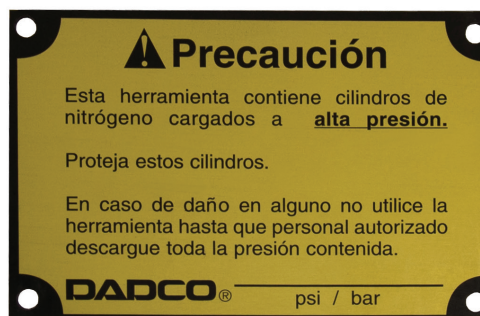 Precaución
Esta herramienta contiene cilindros de
nitrógeno cargados a alta presión.
Proteja estos cilindros.
En caso de daño en alguno no utilice la
herramienta hasta que personal autorizado
descargue toda la presión contenida.
DADCO®
psi / bar